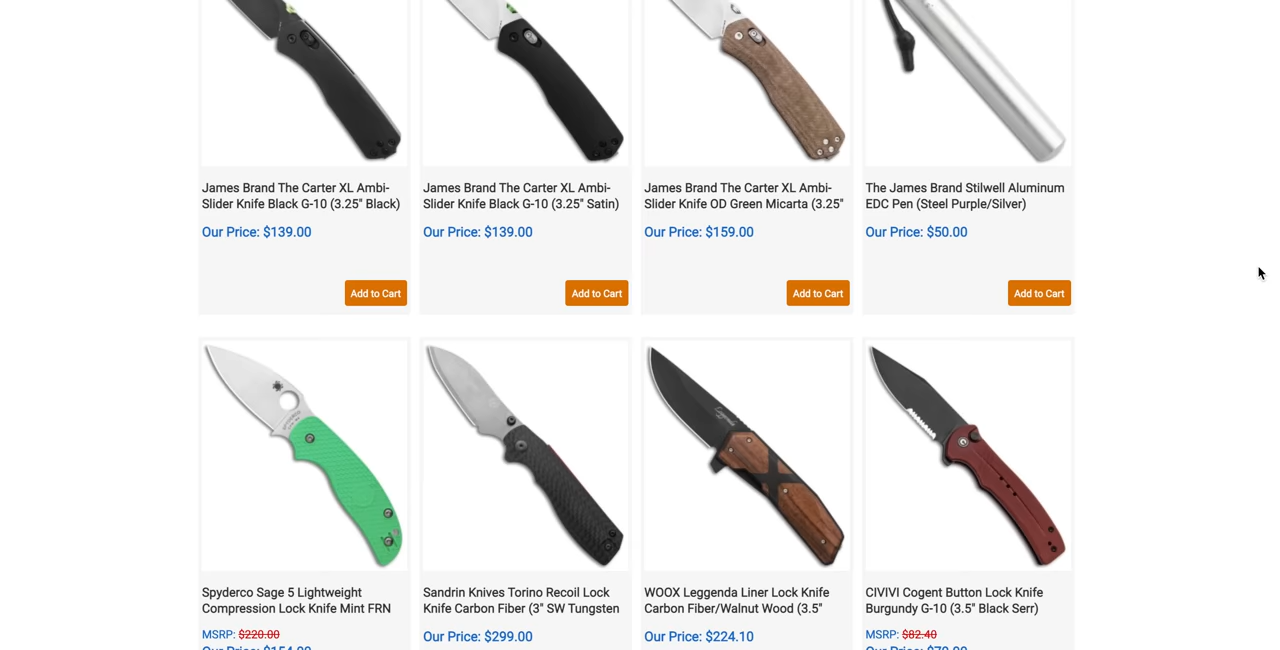 James Brand The Carter XL Ambi-
Slider Knife Black G-10 (3.25" Black)
Our Price: $139.00
Add to Cart
James Brand The Carter XL Ambi-
Slider Knife Black G-10 (3.25" Satin)
Our Price: $139.00
Add to Cart
James Brand The Carter XL Ambi-
Slider Knife OD Green Micarta (3.25"
Our Price: $159.00
Add to Cart
The James Brand Stilwell Aluminum
EDC Pen (Steel Purple/Silver)
Our Price: $50.00
Add to Cart
Spyderco Sage 5 Lightweight
Compression Lock Knife Mint FRN
MSRP: $220.00
Our Price: $154.00
Sandrin Knives Torino Recoil Lock
Knife Carbon Fiber (3" SW Tungsten
Our Price: $299.00
WOOX Leggenda Liner Lock Knife
Carbon Fiber/Walnut Wood (3.5"
Our Price: $224.10
CIVIVI Cogent Button Lock Knife
Burgundy G-10 (3.5" Black Serr)
MSRP: $82.40
Our Price: